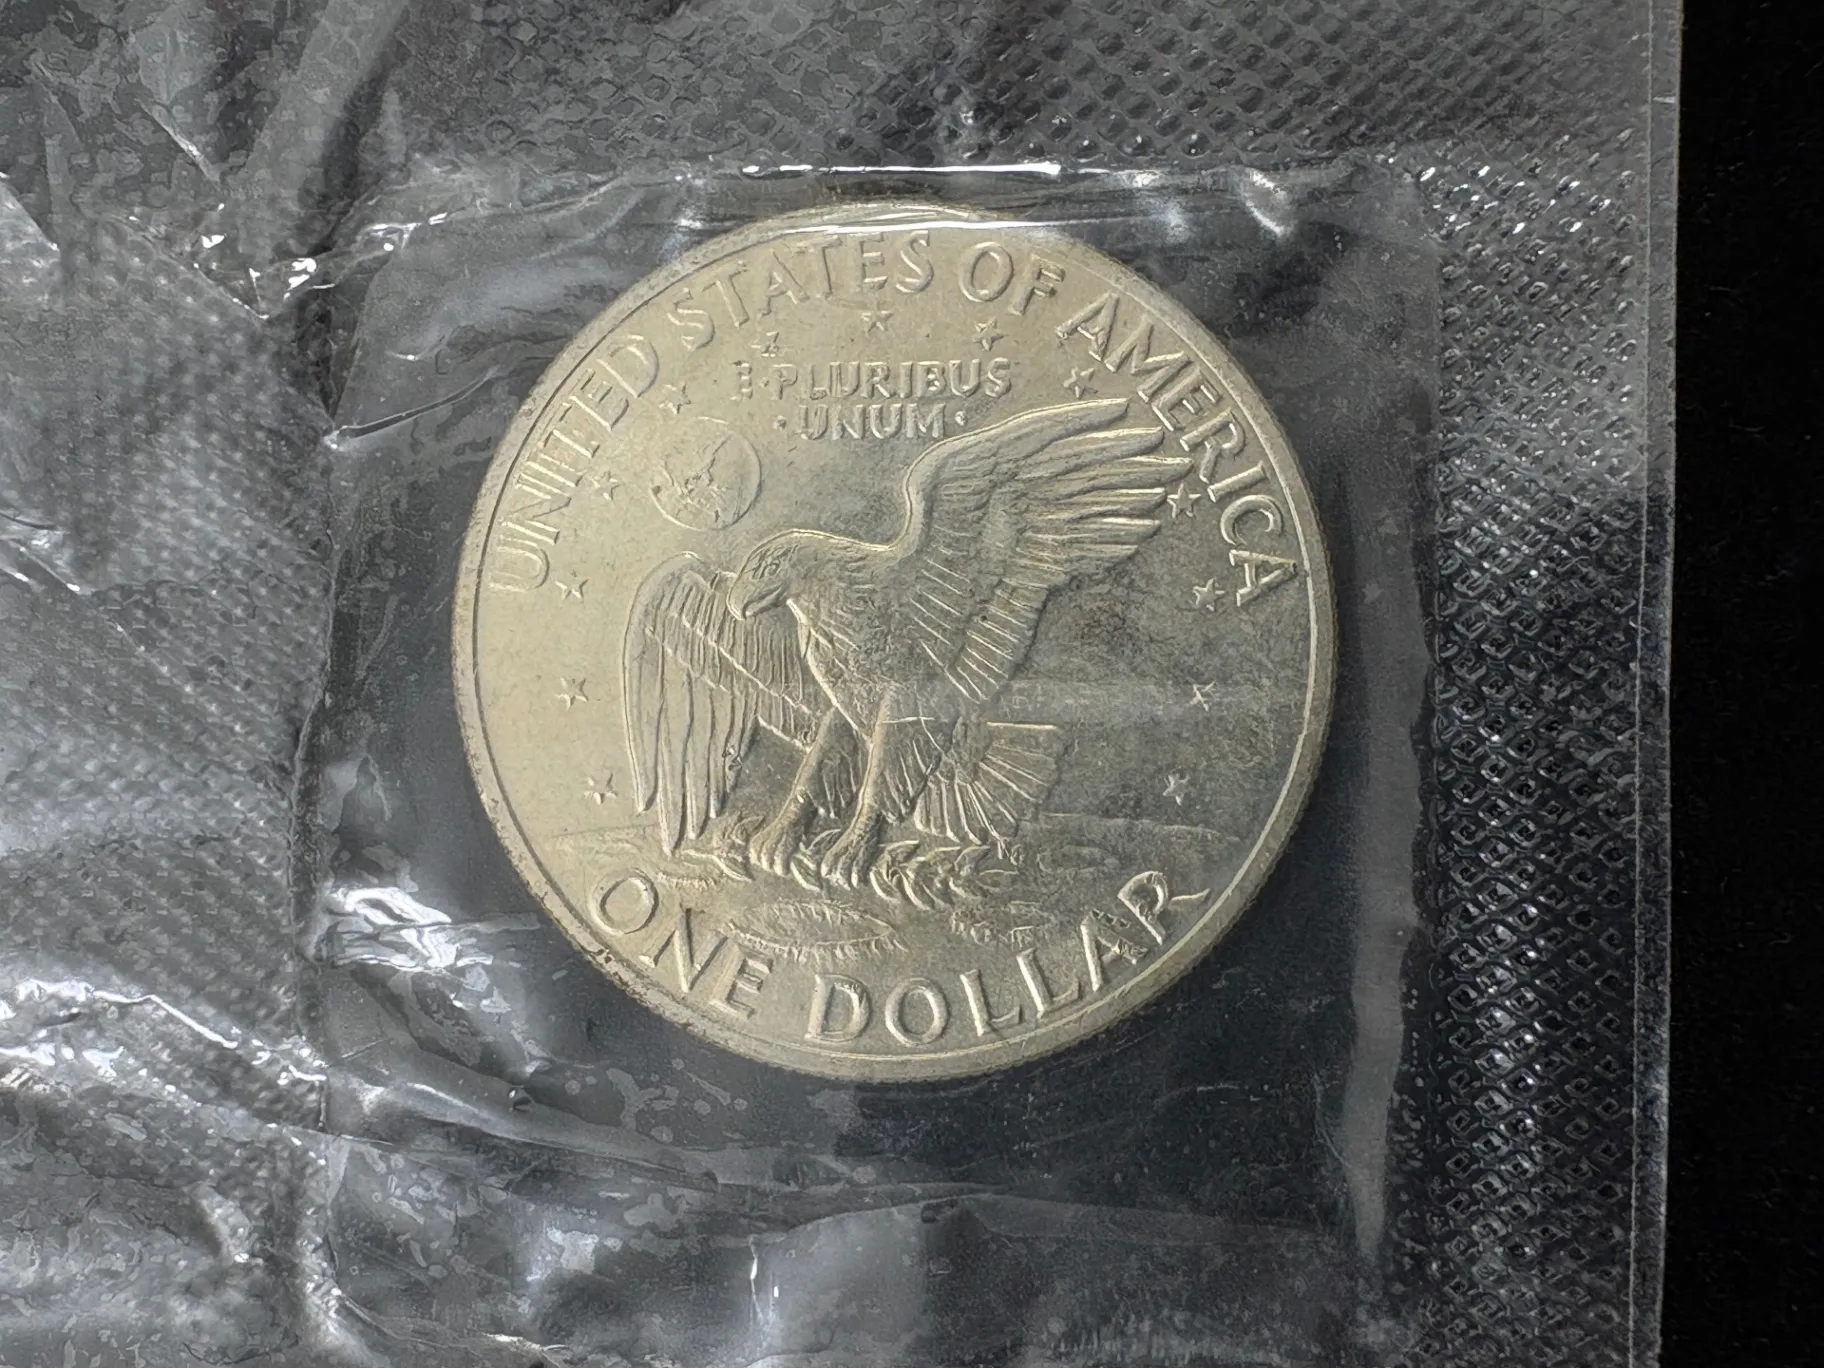 UNITED STATES OF AMERICA
E·PLURIBUS
·UNUM·
ONE DOLLAR